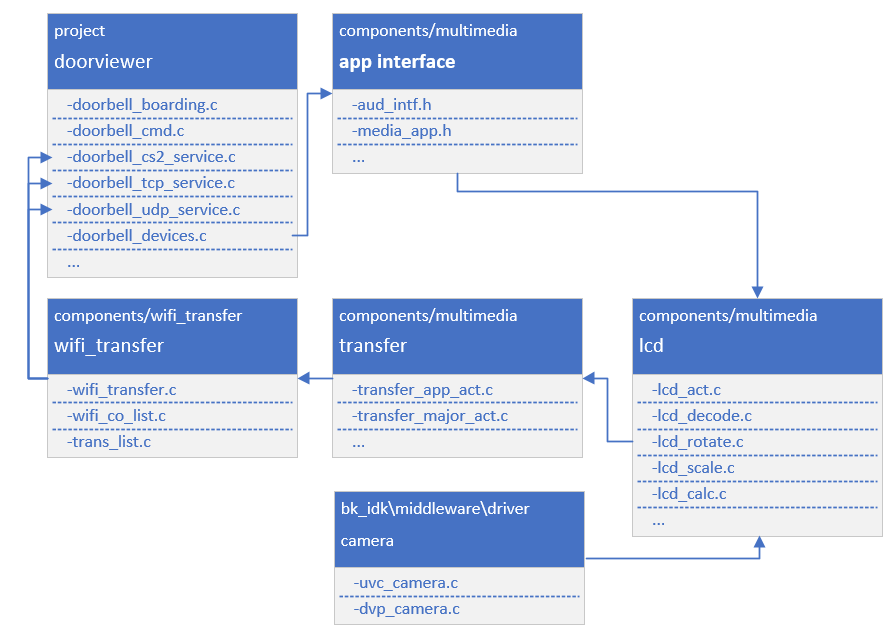 project
doorviewer
-doorbell_boarding.c
-doorbell_cmd.c
-doorbell_cs2_service.c
-doorbell_tcp_service.c
-doorbell_udp_service.c
-doorbell_devices.c
...
components/multimedia
app interface
-aud_intf.h
-media_app.h
...
components/wifi_transfer
wifi_transfer
-wifi_transfer.c
-wifi_co_list.c
-trans_list.c
components/multimedia
transfer
-transfer_app_act.c
-transfer_major_act.c
...
components/multimedia
lcd
-lcd_act.c
-lcd_decode.c
-lcd_rotate.c
-lcd_scale.c
-lcd_calc.c
...
bk_idk\middleware\driver
camera
-uvc_camera.c
-dvp_camera.c